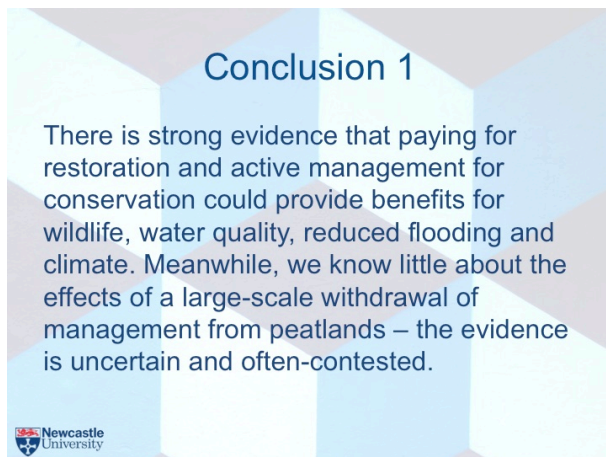 Conclusion 1
There is strong evidence that paying for
restoration and active management for
conservation could provide benefits for
wildlife, water quality, reduced flooding and
climate. Meanwhile, we know little about the
effects of a large-scale withdrawal of
management from peatlands – the evidence
is uncertain and often-contested.
Newcastle
University